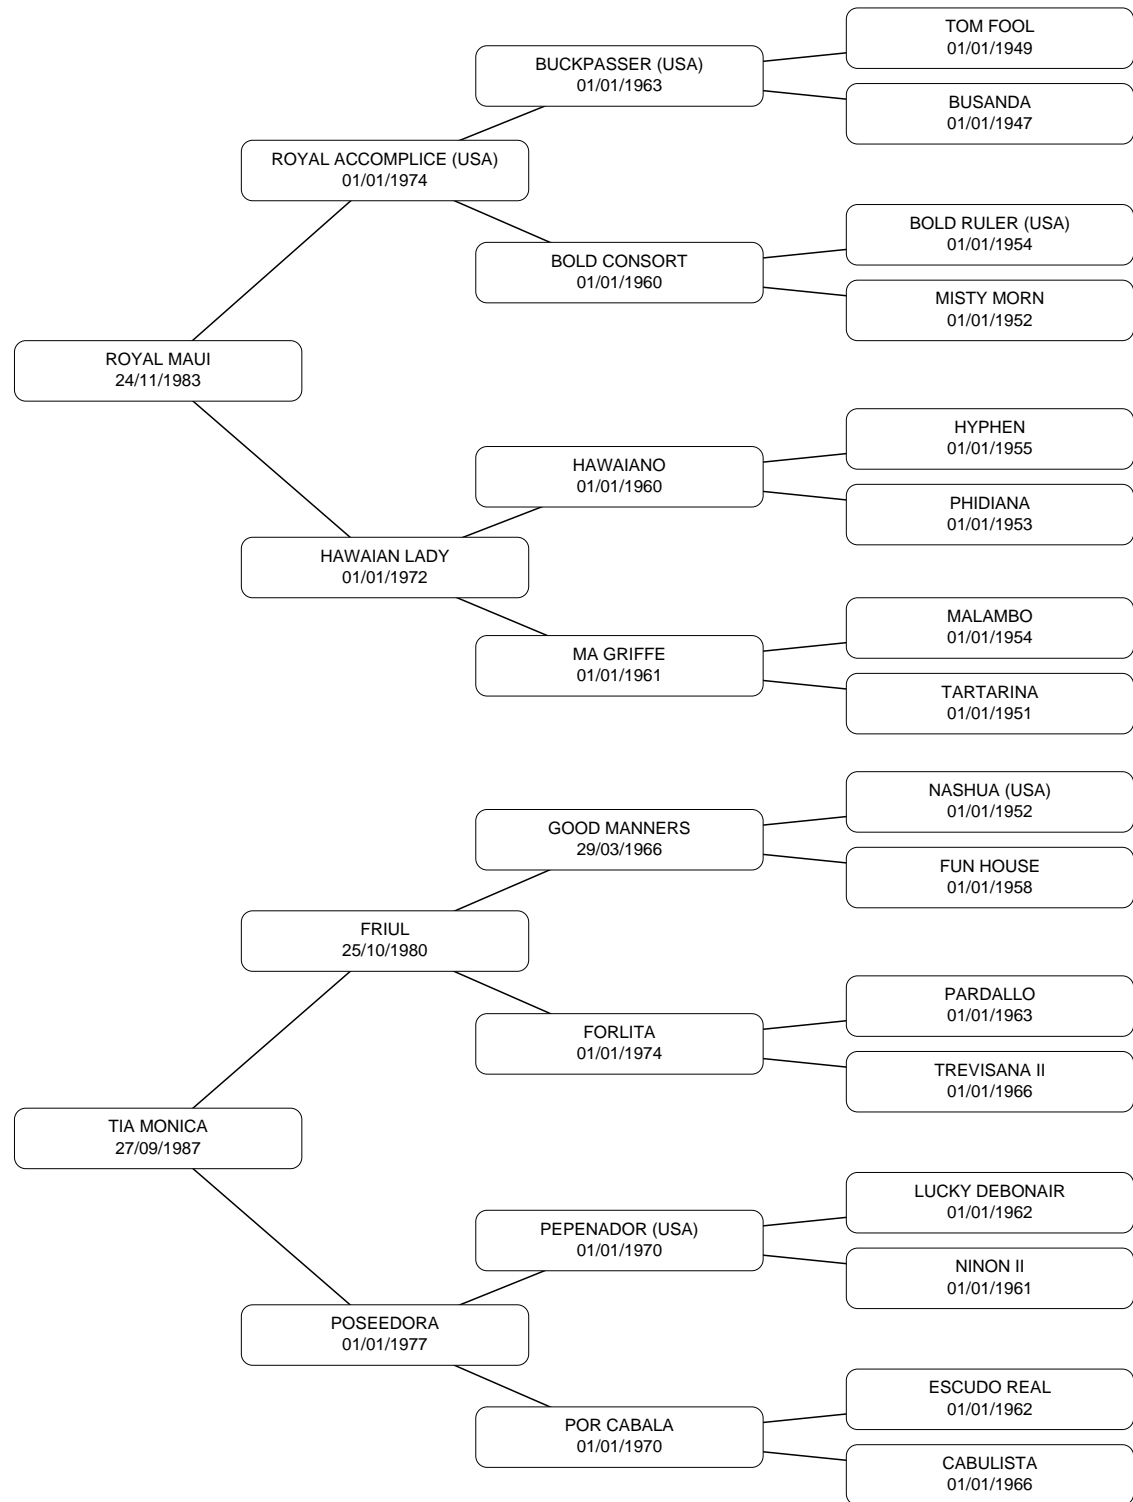 TOM FOOL
01/01/1949
BUCKPASSER (USA)
01/01/1963
BUSANDA
01/01/1947
ROYAL ACCOMPLICE (USA)
01/01/1974
BOLD RULER (USA)
01/01/1954
BOLD CONSORT
01/01/1960
MISTY MORN
01/01/1952
ROYAL MAUI
24/11/1983
HYPHEN
01/01/1955
HAWAIANO
01/01/1960
PHIDIANA
01/01/1953
HAWAIAN LADY
01/01/1972
MALAMBO
01/01/1954
MA GRIFFE
01/01/1961
TARTARINA
01/01/1951
NASHUA (USA)
01/01/1952
GOOD MANNERS
29/03/1966
FUN HOUSE
01/01/1958
FRIUL
25/10/1980
PARDALLO
01/01/1963
FORLITA
01/01/1974
TREVISANA II
01/01/1966
TIA MONICA
27/09/1987
LUCKY DEBONAIR
01/01/1962
PEPENADOR (USA)
01/01/1970
NINON II
01/01/1961
POSEEDORA
01/01/1977
ESCUDO REAL
01/01/1962
POR CABALA
01/01/1970
CABULISTA
01/01/1966